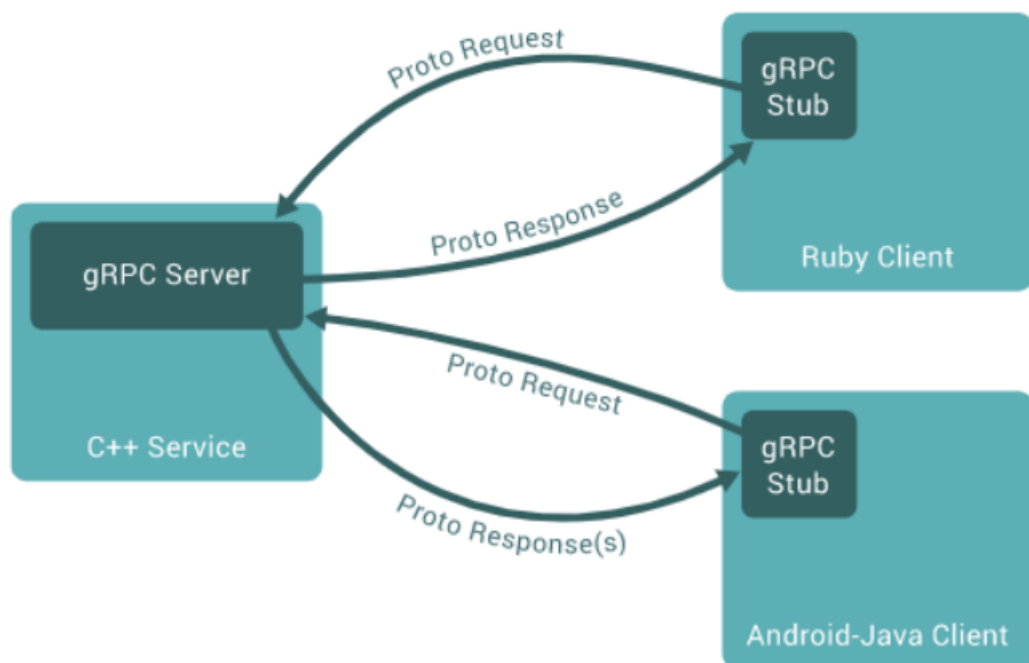 Proto Request
gRPC
Stub
Proto Response
Ruby Client
gRPC Server
C++ Service
Proto Request
gRPC
Stub
Proto Response(s)
Android-Java Client